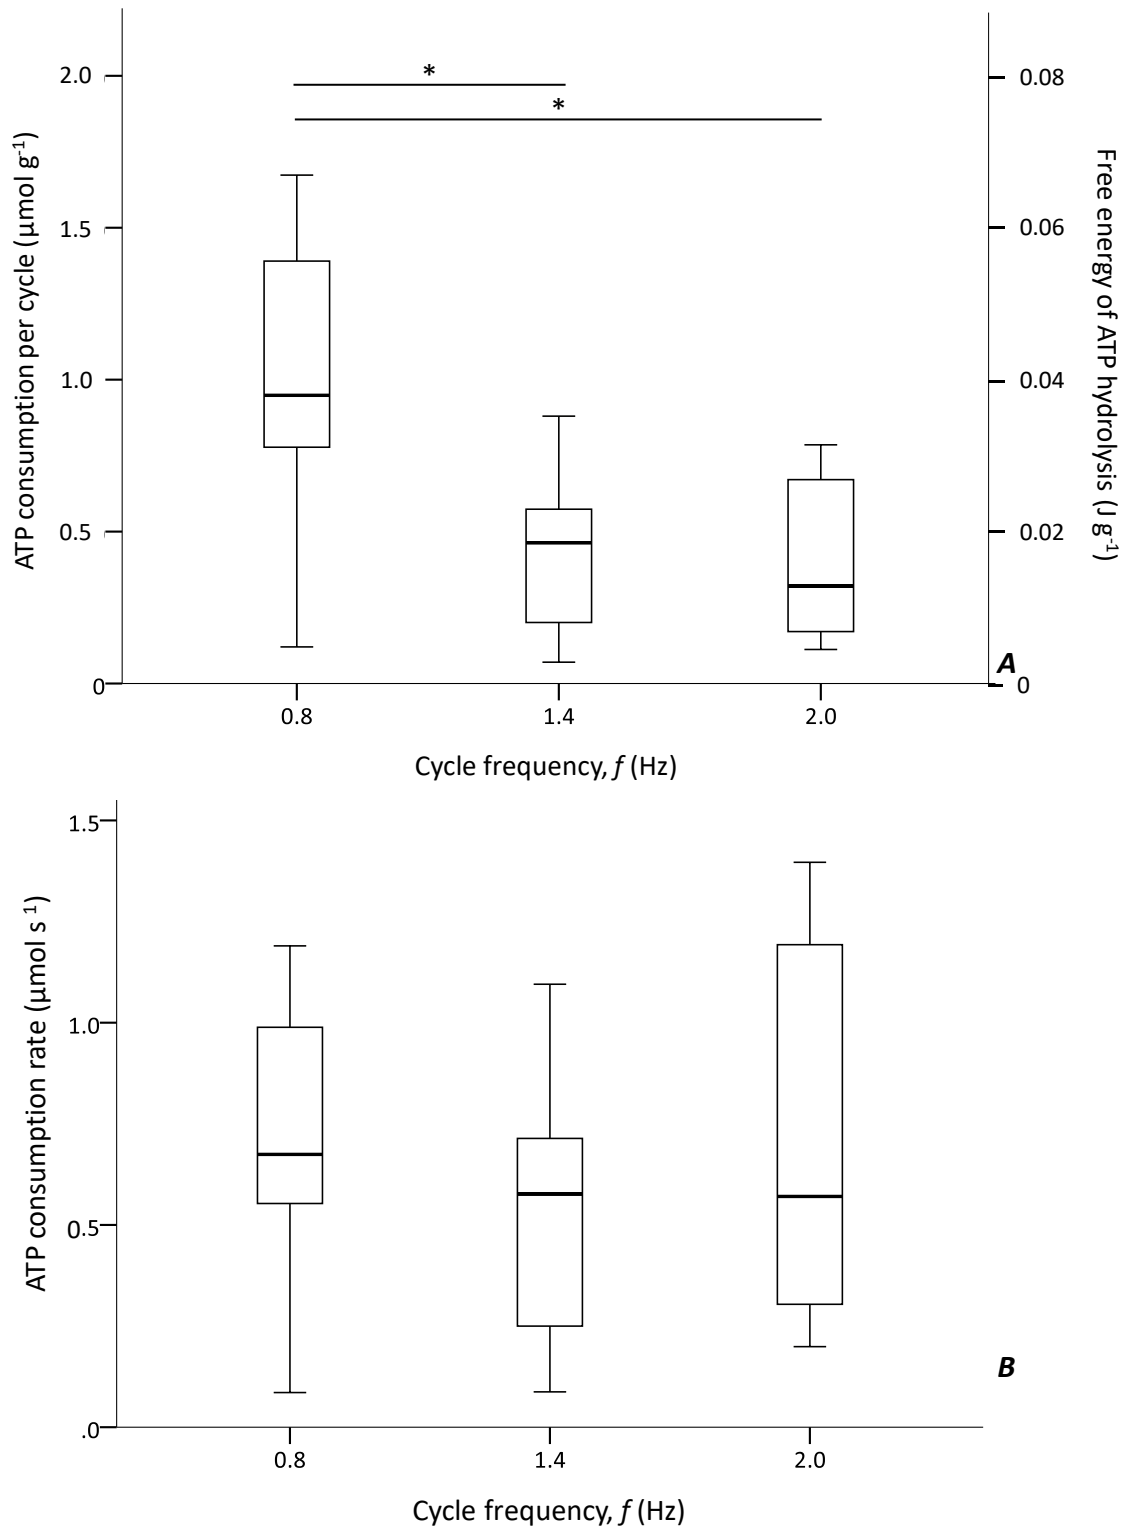 *
*
2.0
1.5
1.0
0.5
0
ATP consumption per cycle (µmol g-1)
0.08
0.06
0.04
0.02
0
Free energy of ATP hydrolysis (J g-1)
A
0.8 1.4 2.0
Cycle frequency, f (Hz)
1.5
1.0
0.5
.0
ATP consumption rate (µmol s 1)
B
0.8 1.4 2.0
Cycle frequency, f (Hz)